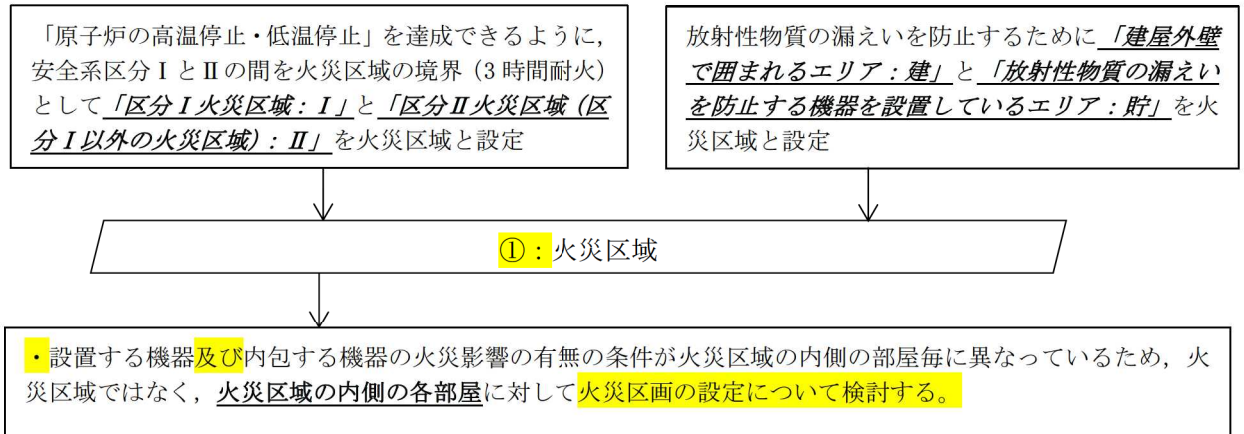 「原子炉の高温停止・低温停止」を達成できるように，
安全系区分ⅠとⅡの間を火災区域の境界（3 時間耐火）
として「区分Ⅰ火災区域：Ⅰ」と「区分Ⅱ火災区域（区
分Ⅰ以外の火災区域）：Ⅱ」を火災区域と設定
放射性物質の漏えいを防止するために「建屋外壁
で囲まれるエリア：建」と「放射性物質の漏えい
を防止する機器を設置しているエリア：貯」を火
災区域と設定
①：火災区域
・設置する機器及び内包する機器の火災影響の有無の条件が火災区域の内側の部屋毎に異なっているため，火
災区域ではなく，火災区域の内側の各部屋に対して火災区画の設定について検討する。